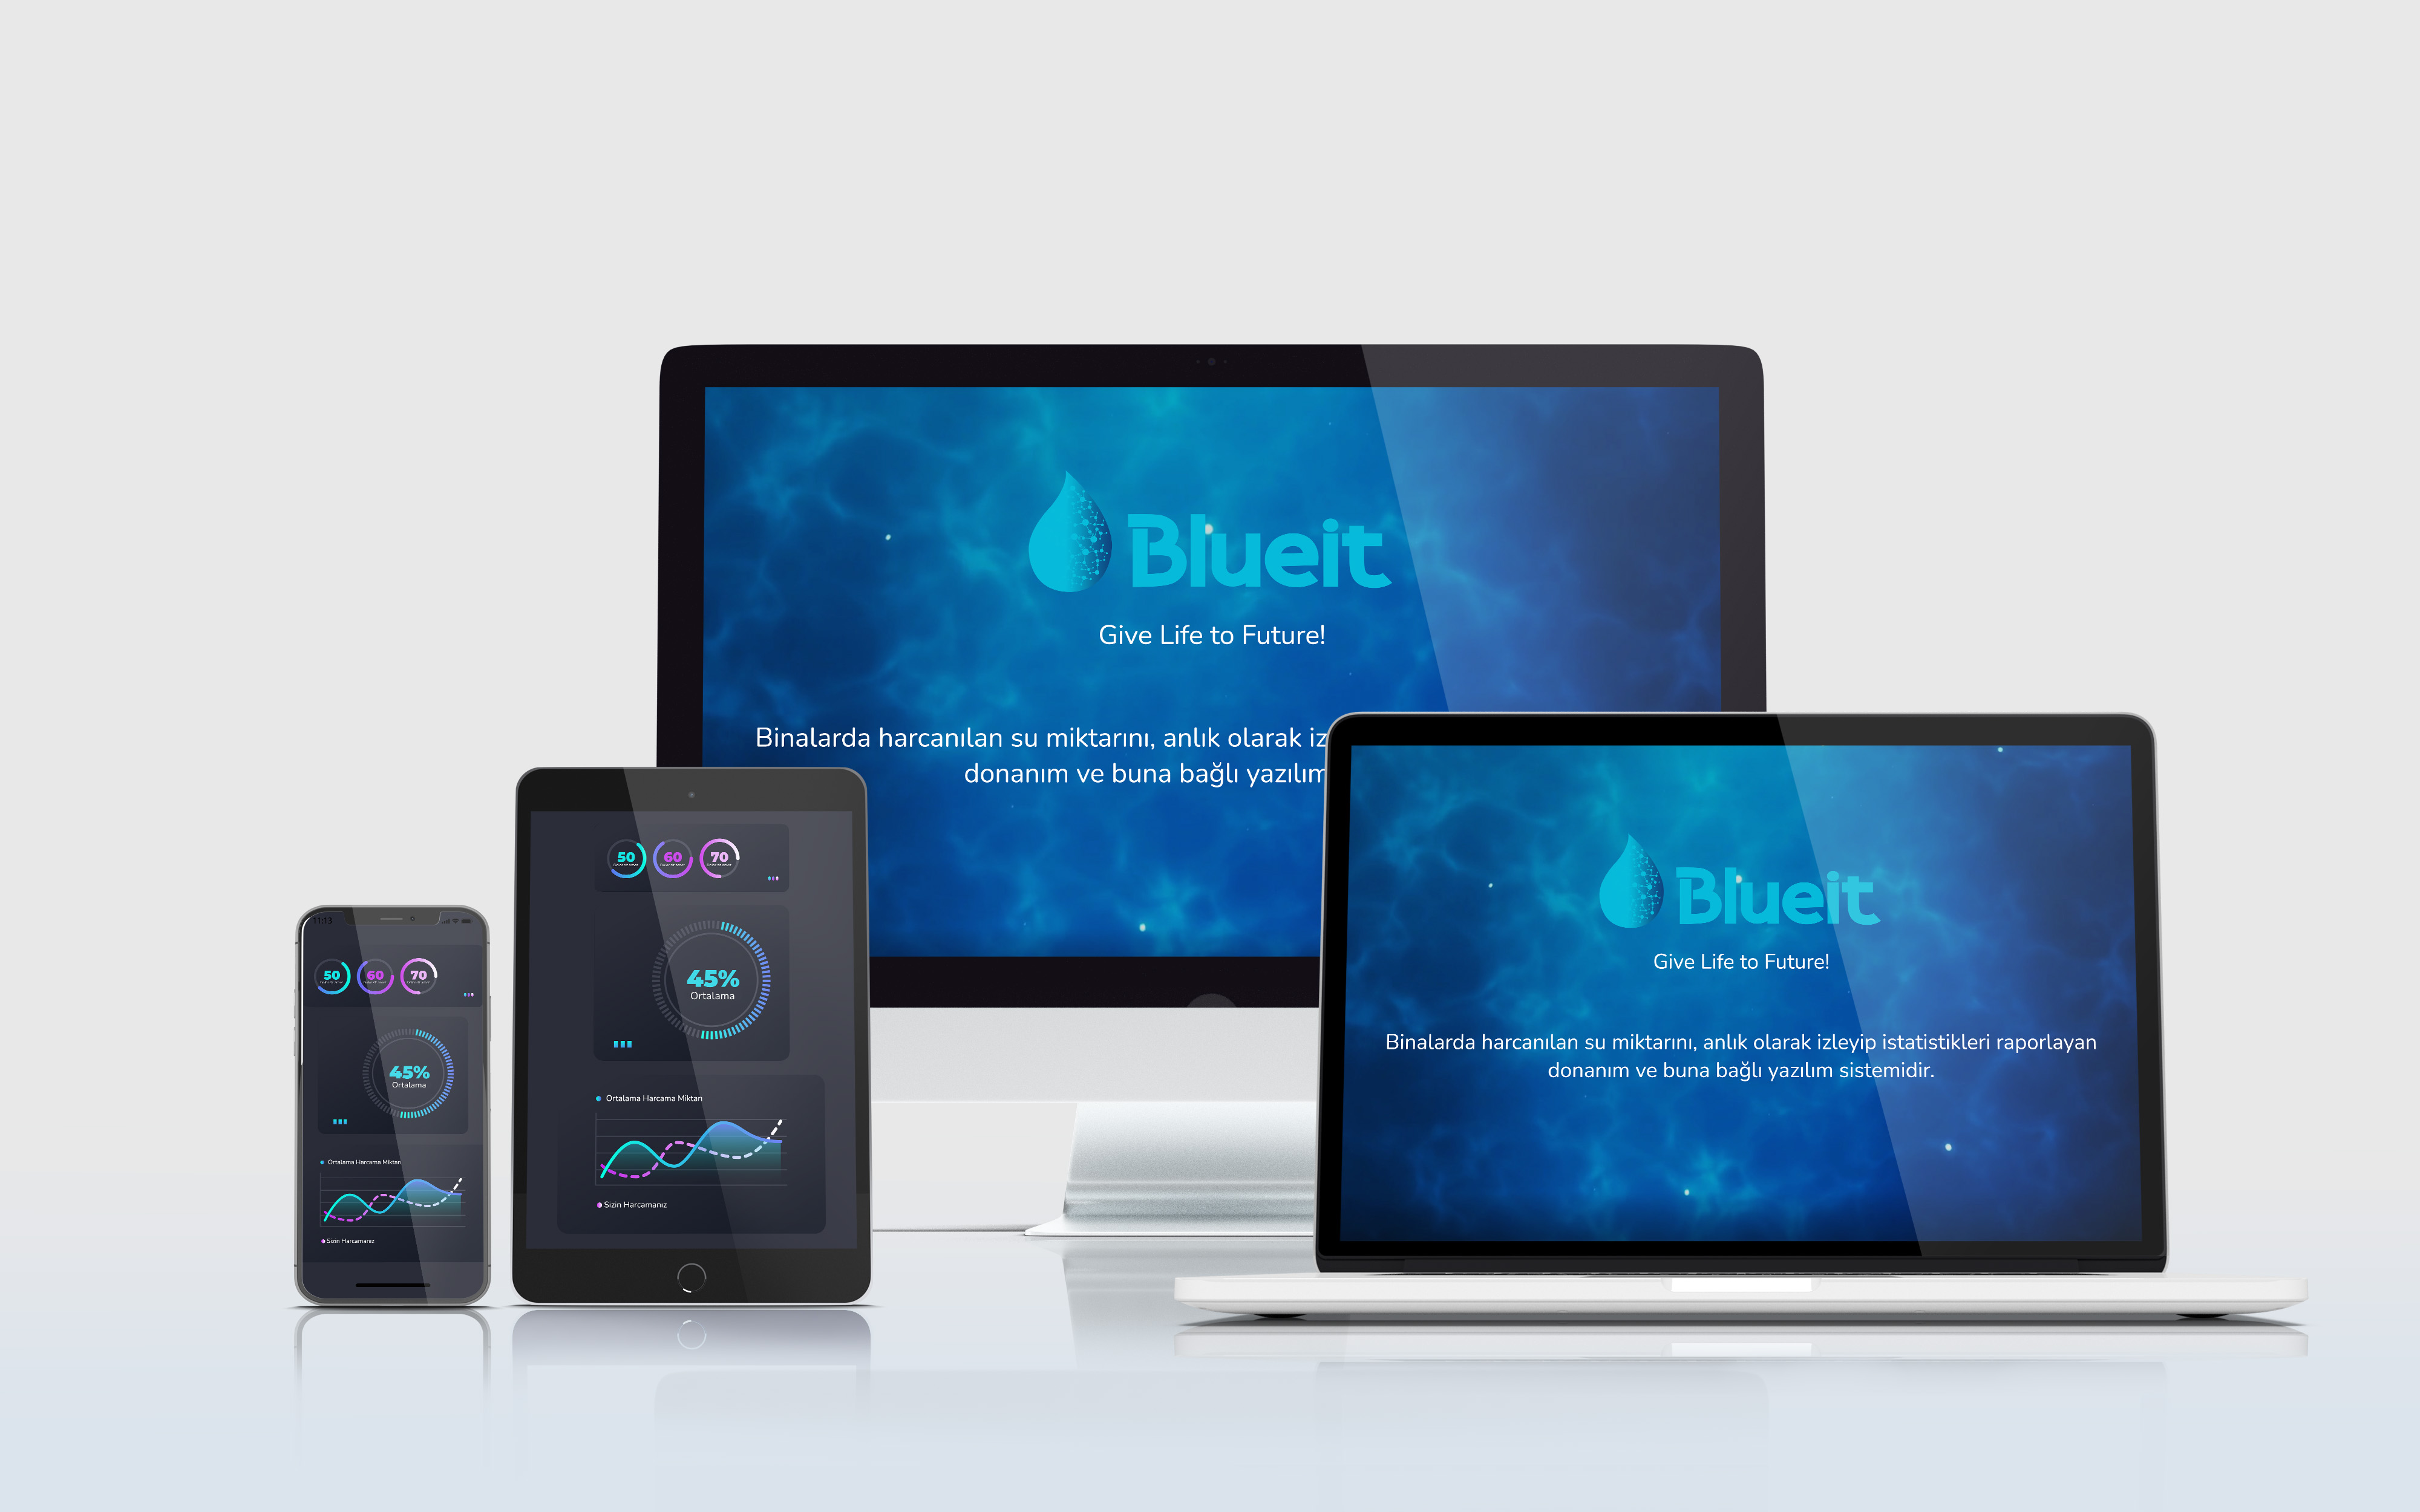 Blueit
Give Life to Future!
Binalarda harcanılan su miktarını, anlık olarak iz
donanım ve buna bağlı yazılım
Blueit
Give Life to Future!
Binalarda harcanılan su miktarını, anlık olarak izleyip istatistikleri raporlayan
donanım ve buna bağlı yazılım sistemidir.
50 60 70
45%
Ortalama
Ortalama Harcama Miktarı
Sizin Harcamanız
11:13
50 60 70
45%
Ortalama
Ortalama Harcama Miktarı
Sizin Harcamanız